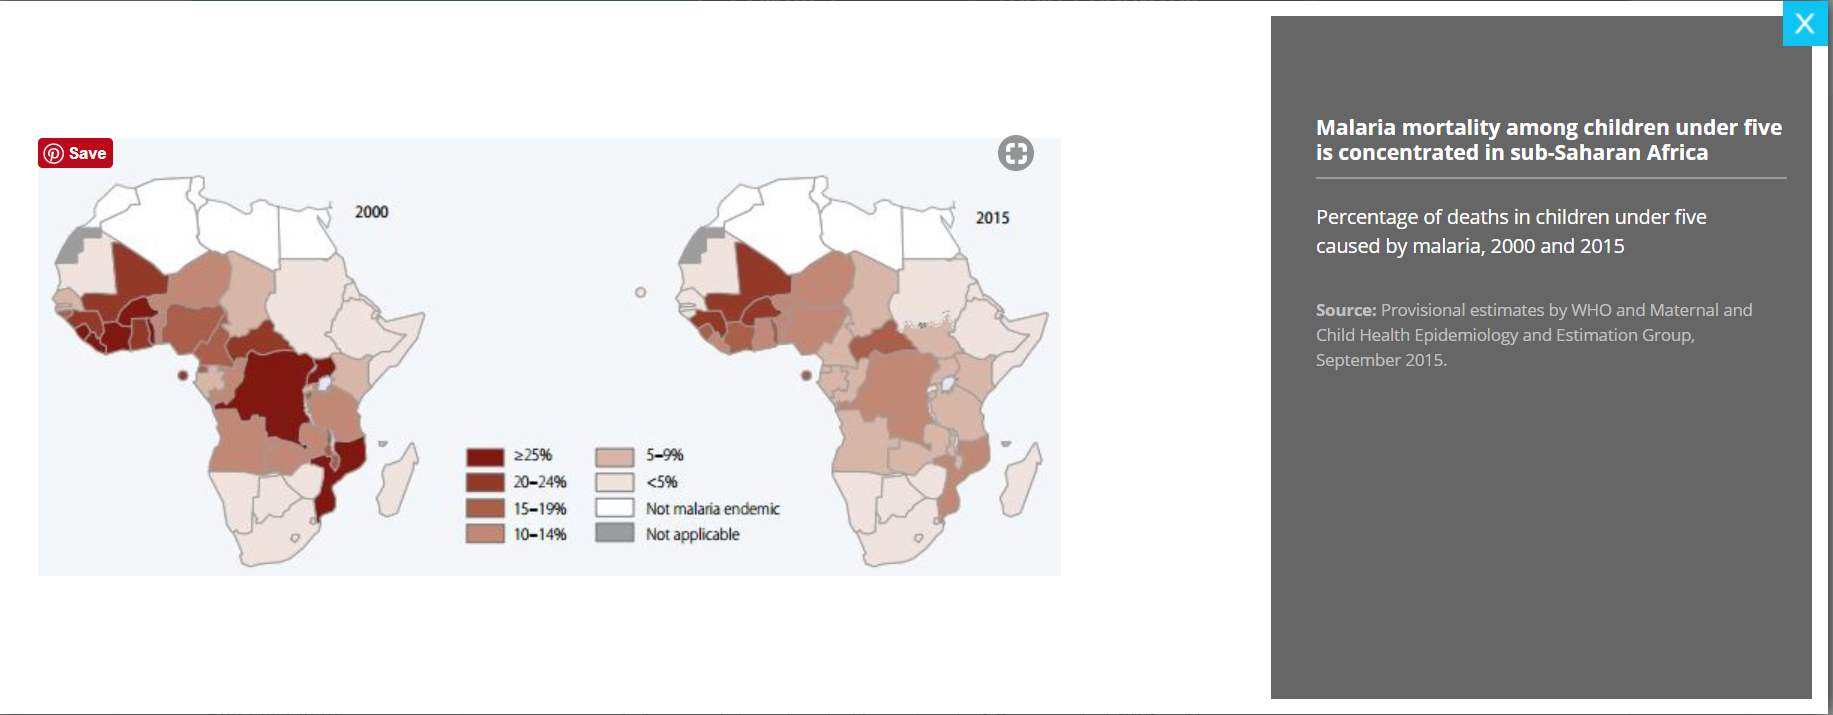 X
Save
2000
2015
≥25%
20–24%
15–19%
10–14%
5–9%
<5%
Not malaria endemic
Not applicable
Malaria mortality among children under five
is concentrated in sub-Saharan Africa
Percentage of deaths in children under five
caused by malaria, 2000 and 2015
Source: Provisional estimates by WHO and Maternal and
Child Health Epidemiology and Estimation Group,
September 2015.